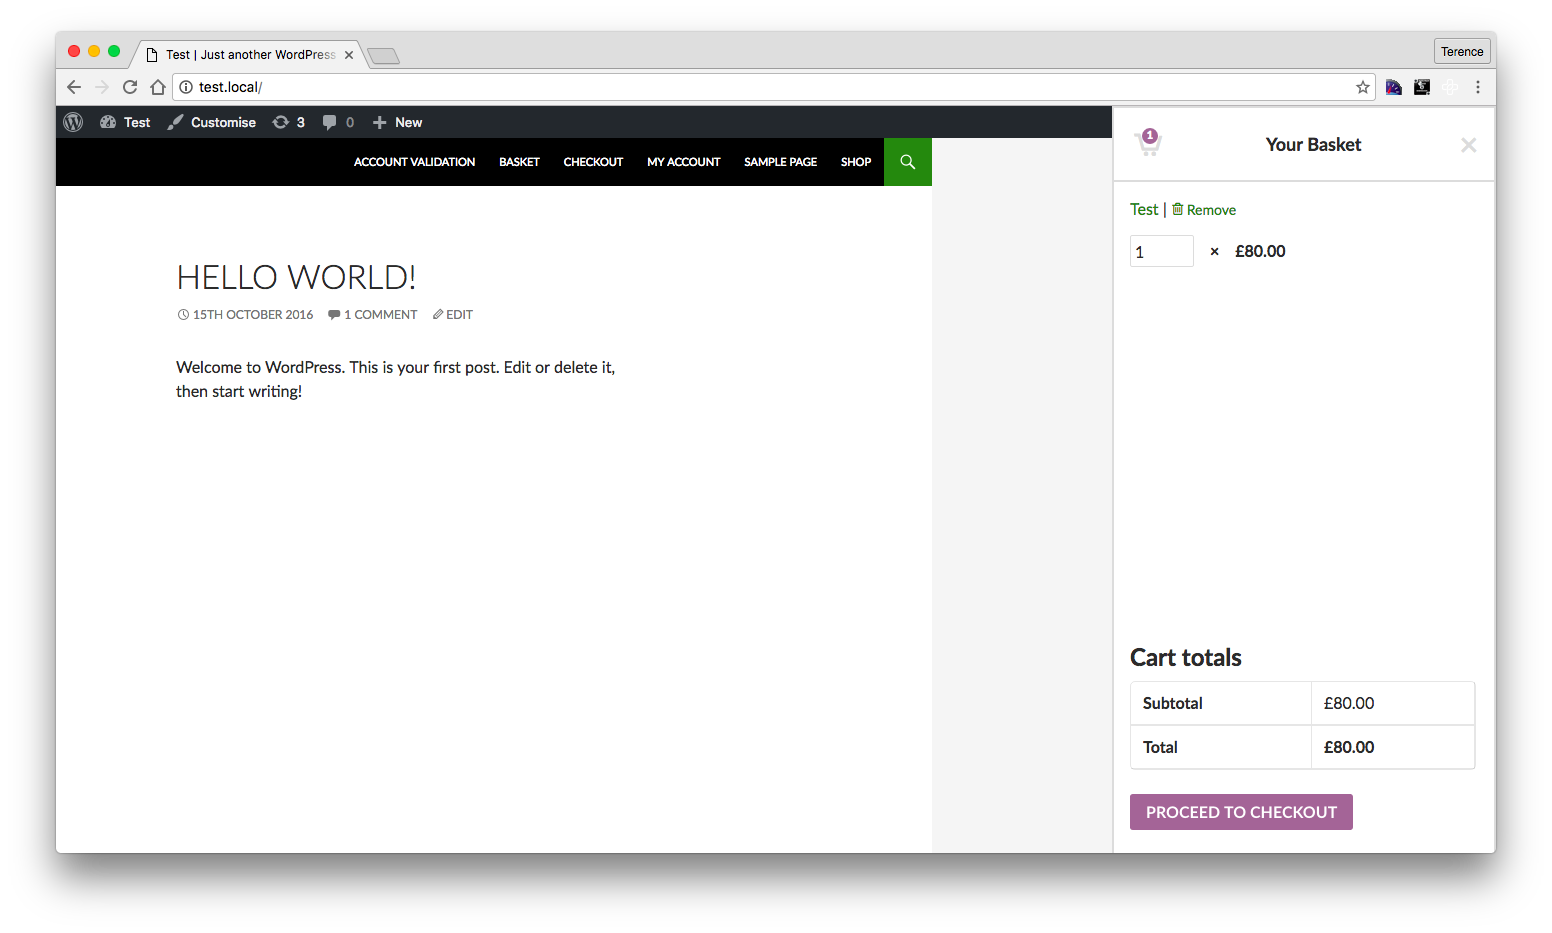 Test | Just another WordPress
Terence
test.local/
Test Customise 3 0 New
ACCOUNT VALIDATION BASKET CHECKOUT MY ACCOUNT SAMPLE PAGE SHOP
HELLO WORLD!
15TH OCTOBER 2016 1 COMMENT EDIT
Welcome to WordPress. This is your first post. Edit or delete it,
then start writing!
1
Your Basket
Test | Remove
1 × £80.00
Cart totals
Subtotal £80.00
Total £80.00
PROCEED TO CHECKOUT